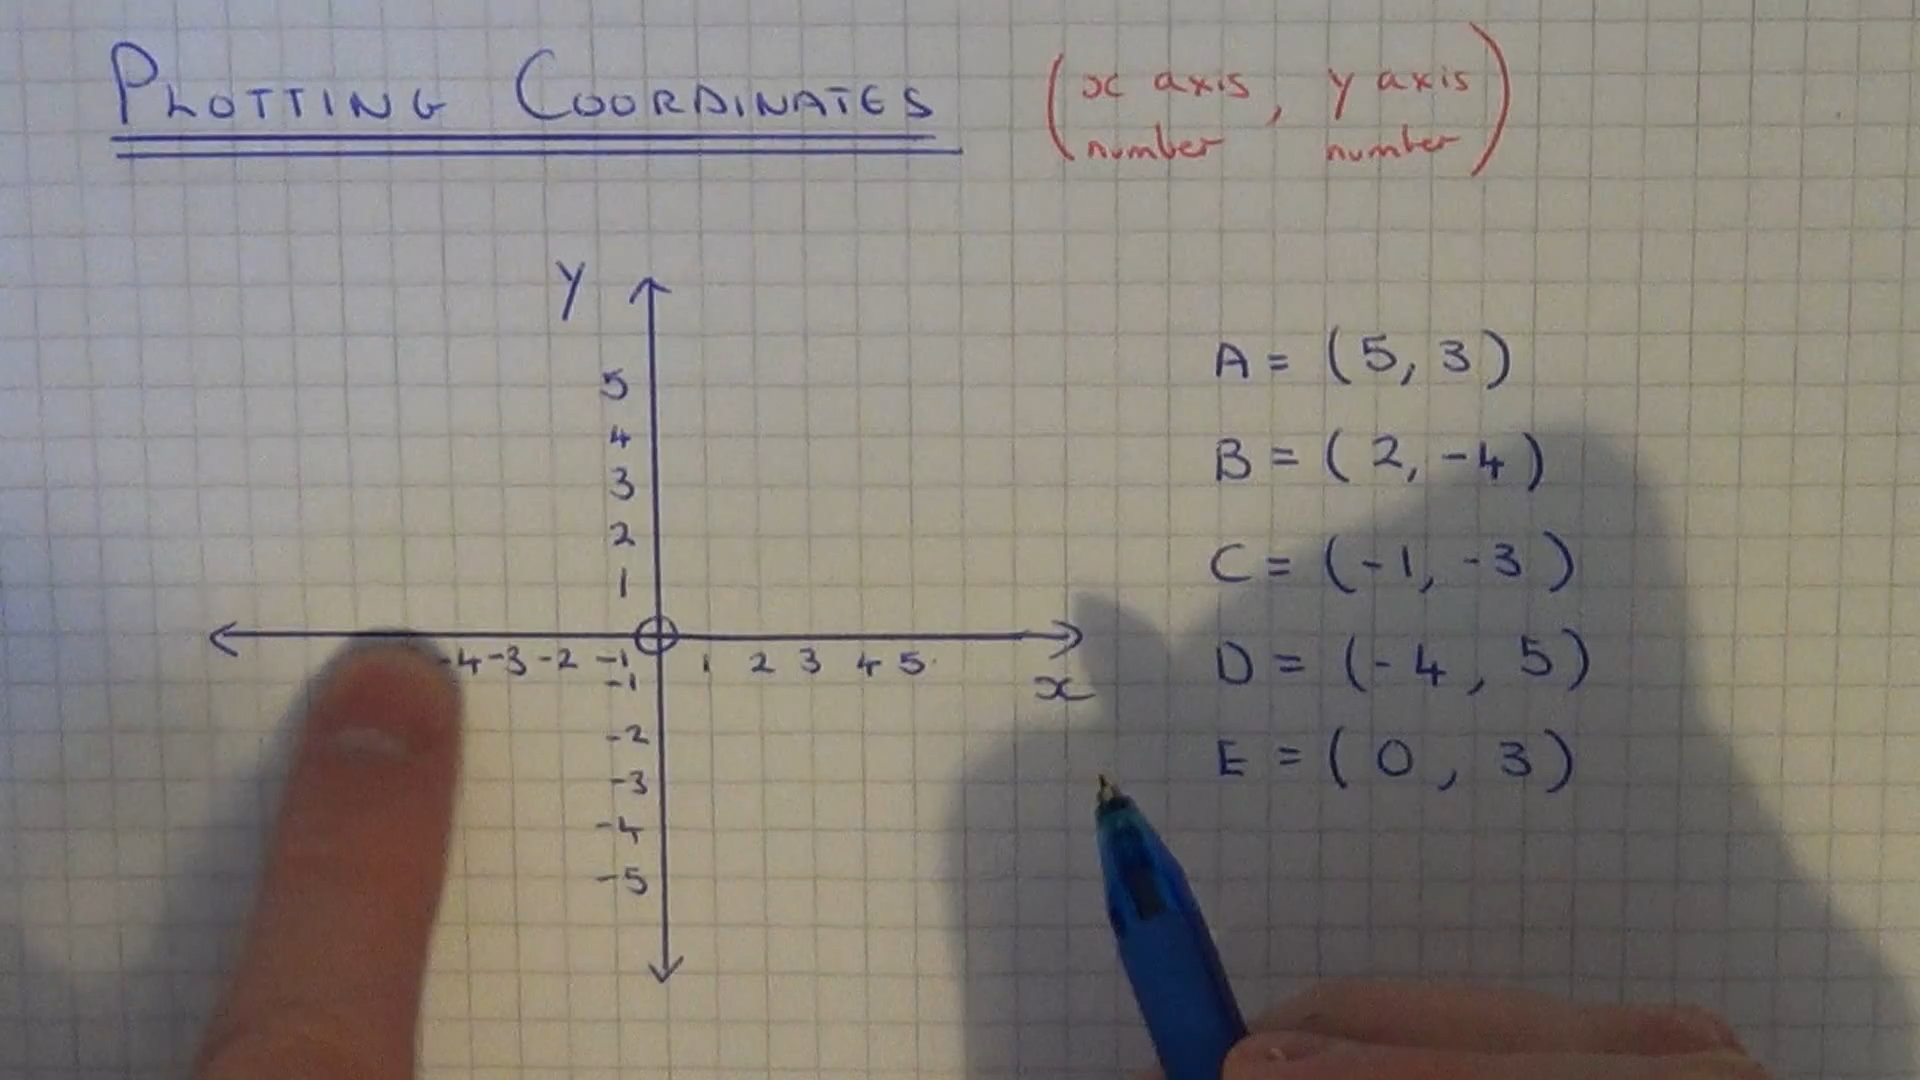 PLOTTING COORDINATES
(x axis, y axis
number number)
y
5
4
3
2
1
-4 -3 -2 -1 1 2 3 4 5
x
-1
-2
-3
-4
-5
A = (5, 3)
B = (2, -4)
C = (-1, -3)
D = (-4, 5)
E = (0, 3)